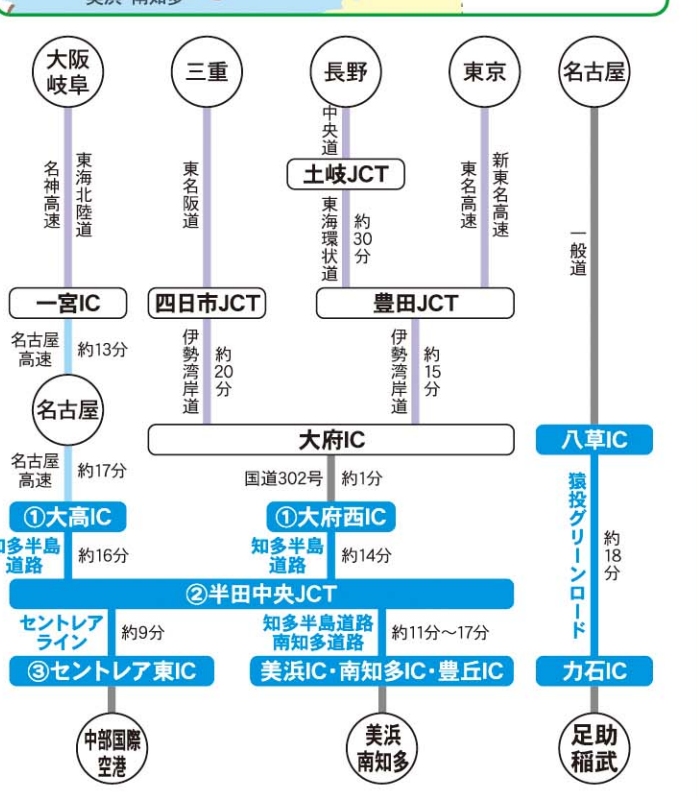 美浜・南知多
大阪
岐阜
三重
長野
東京
名古屋
名神高速
東海北陸道
東名阪道
中央道
土岐JCT
東海環状道
約30分
東名高速
新東名高速
一般道
一宮IC
四日市JCT
豊田JCT
名古屋
高速
約13分
伊勢湾岸道
約20分
伊勢湾岸道
約15分
名古屋
大府IC
八草IC
名古屋
高速
約17分
国道302号
約1分
①大高IC
①大府西IC
猿投グリーンロード
約18分
知多半島
道路
約16分
知多半島
道路
約14分
②半田中央JCT
セントレア
ライン
約9分
知多半島道路
南知多道路
約11分～17分
③セントレア東IC
美浜IC・南知多IC・豊丘IC
力石IC
中部国際
空港
美浜
南知多
足助
稲武